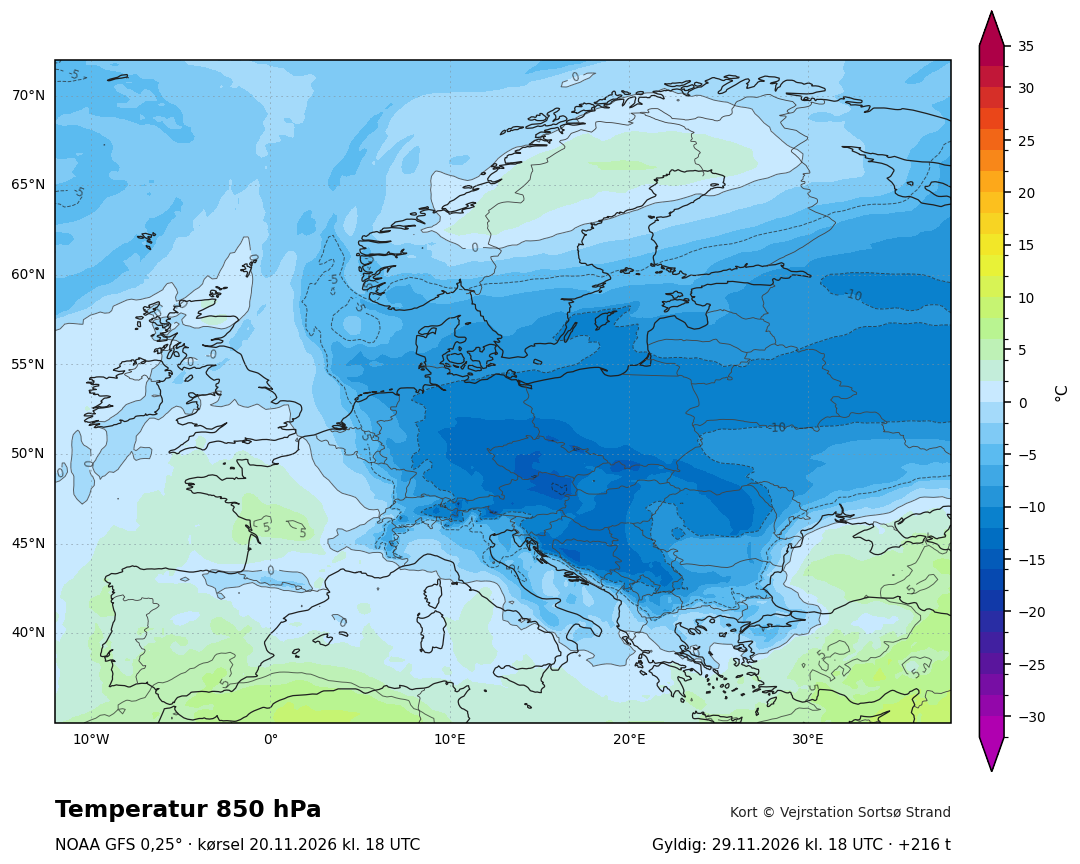 35
30
25
20
15
10
5
0
−5
−10
−15
−20
−25
−30
°C
70°N
65°N
60°N
55°N
50°N
45°N
40°N
10°W
0°
10°E
20°E
30°E
Temperatur 850 hPa
Kort © Vejrstation Sortsø Strand
NOAA GFS 0,25° · kørsel 20.11.2026 kl. 18 UTC
Gyldig: 29.11.2026 kl. 18 UTC · +216 t